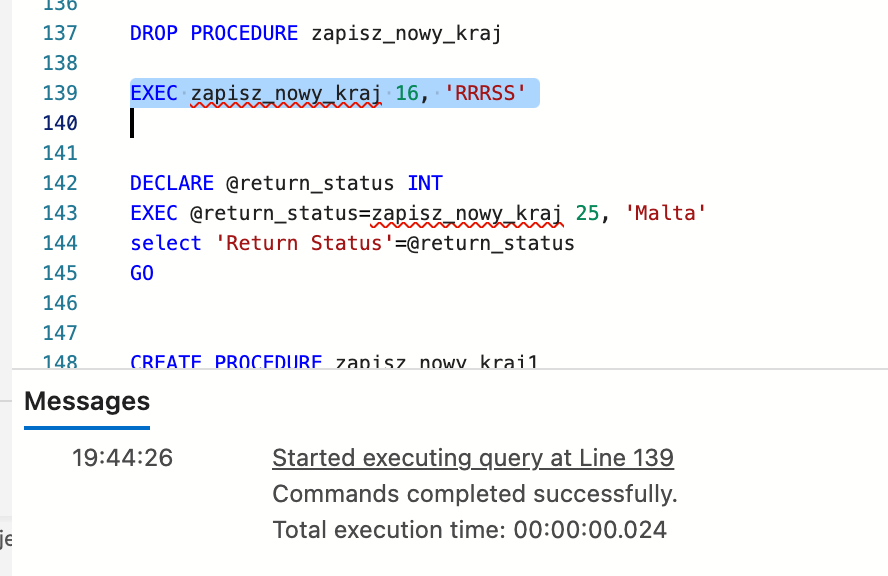 136
137 DROP PROCEDURE zapisz_nowy_kraj
138
139 EXEC zapisz_nowy_kraj 16, 'RRRSS'
140
141
142 DECLARE @return_status INT
143 EXEC @return_status=zapisz_nowy_kraj 25, 'Malta'
144 select 'Return Status'=@return_status
145 GO
146
147
148 CREATE PROCEDURE zapisz_nowy_kraj1
Messages
19:44:26 Started executing query at Line 139
Commands completed successfully.
Total execution time: 00:00:00.024
je